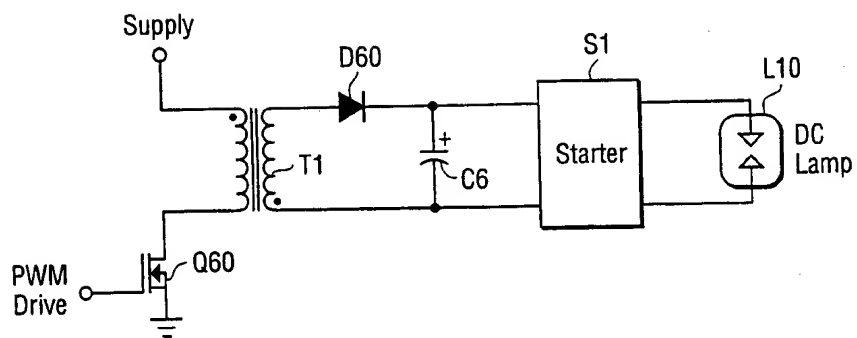 Supply
D60
S1
L10
T1
+
C6
Starter
DC
Lamp
Q60
PWM
Drive